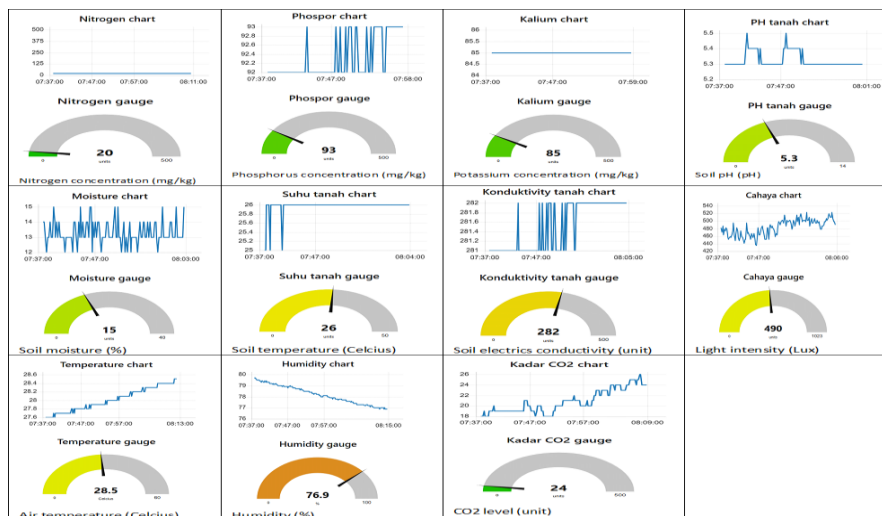 Nitrogen chart
500
375
250
125
0
07:37:00 07:47:00 07:57:00 08:11:00
Nitrogen gauge
20
units
0 500
Nitrogen concentration (mg/kg)
Phospor chart
93
92.8
92.6
92.4
92.2
92
07:37:00 07:47:00 07:58:00
Phospor gauge
93
units
0 500
Phosphorus concentration (mg/kg)
Kalium chart
86
85.5
85
84.5
84
07:37:00 07:47:00 07:59:00
Kalium gauge
85
units
0 500
Potassium concentration (mg/kg)
PH tanah chart
5.5
5.4
5.3
5.2
07:37:00 07:47:00 08:01:00
PH tanah gauge
5.3
units
0 14
Soil pH (pH)
Moisture chart
15
14
13
12
07:37:00 07:47:00 08:03:00
Moisture gauge
15
units
0 40
Soil moisture (%)
Suhu tanah chart
26
25.8
25.6
25.4
25.2
25
07:37:00 07:47:00 08:04:00
Suhu tanah gauge
26
units
0 50
Soil temperature (Celcius)
Konduktivity tanah chart
282
281.6
281.2
281
07:37:00 07:47:00 08:05:00
Konduktivity tanah gauge
282
units
0 500
Soil electrics conductivity (unit)
Cahaya chart
540
520
500
480
460
440
420
07:37:00 07:47:00 08:06:00
Cahaya gauge
490
units
0 1023
Light intensity (Lux)
Temperature chart
28.6
28.4
28.2
28
27.8
27.6
07:37:00 07:47:00 07:57:00 08:13:00
Temperature gauge
28.5
Celcius
0 60
Air temperature (Celcius)
Humidity chart
80
79
78
77
76
07:37:00 07:47:00 07:57:00 08:15:00
Humidity gauge
76.9
%
0 100
Humidity (%)
Kadar CO2 chart
26
24
22
20
18
07:37:00 07:47:00 07:57:00 08:09:00
Kadar CO2 gauge
24
units
0 500
CO2 level (unit)